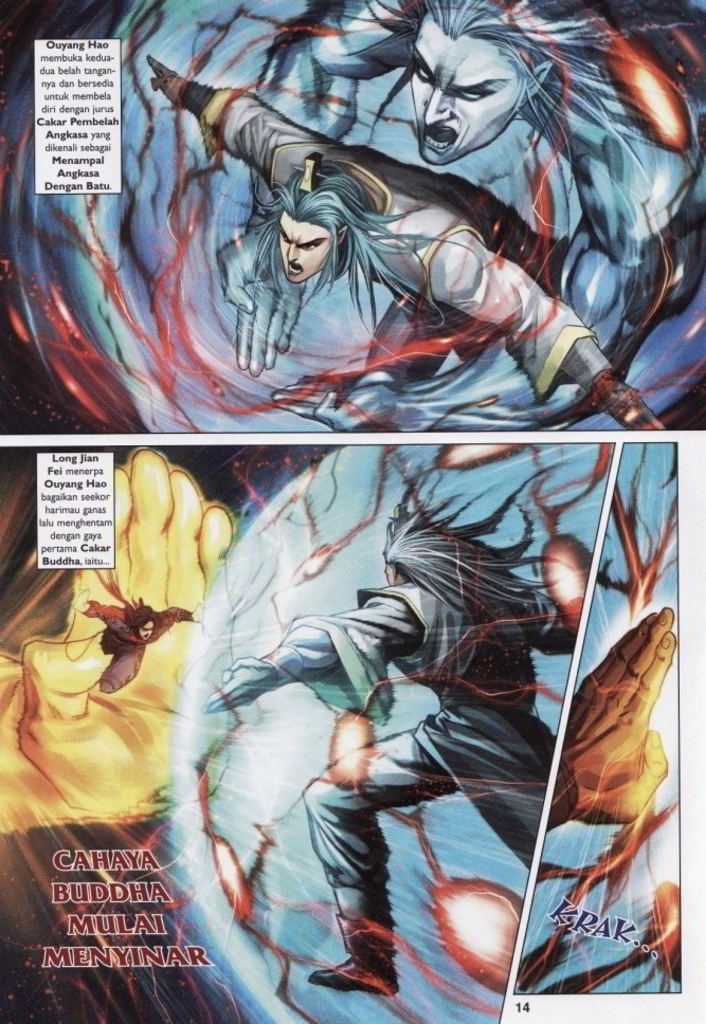 Ouyang Hao
membuka kedua-
dua belah tangan-
nya dan bersedia
untuk membela
diri dengan jurus
Cakar Pembelah
Angkasa yang
dikenali sebagai
Menampal
Angkasa
Dengan Batu.
Long Jian
Fei menerpa
Ouyang Hao
bagaikan seekor
harimau ganas
lalu menghentam
dengan gaya
pertama Cakar
Buddha, iaitu...
CAHAYA
BUDDHA
MULAI
MENYINAR
KRAK...
14